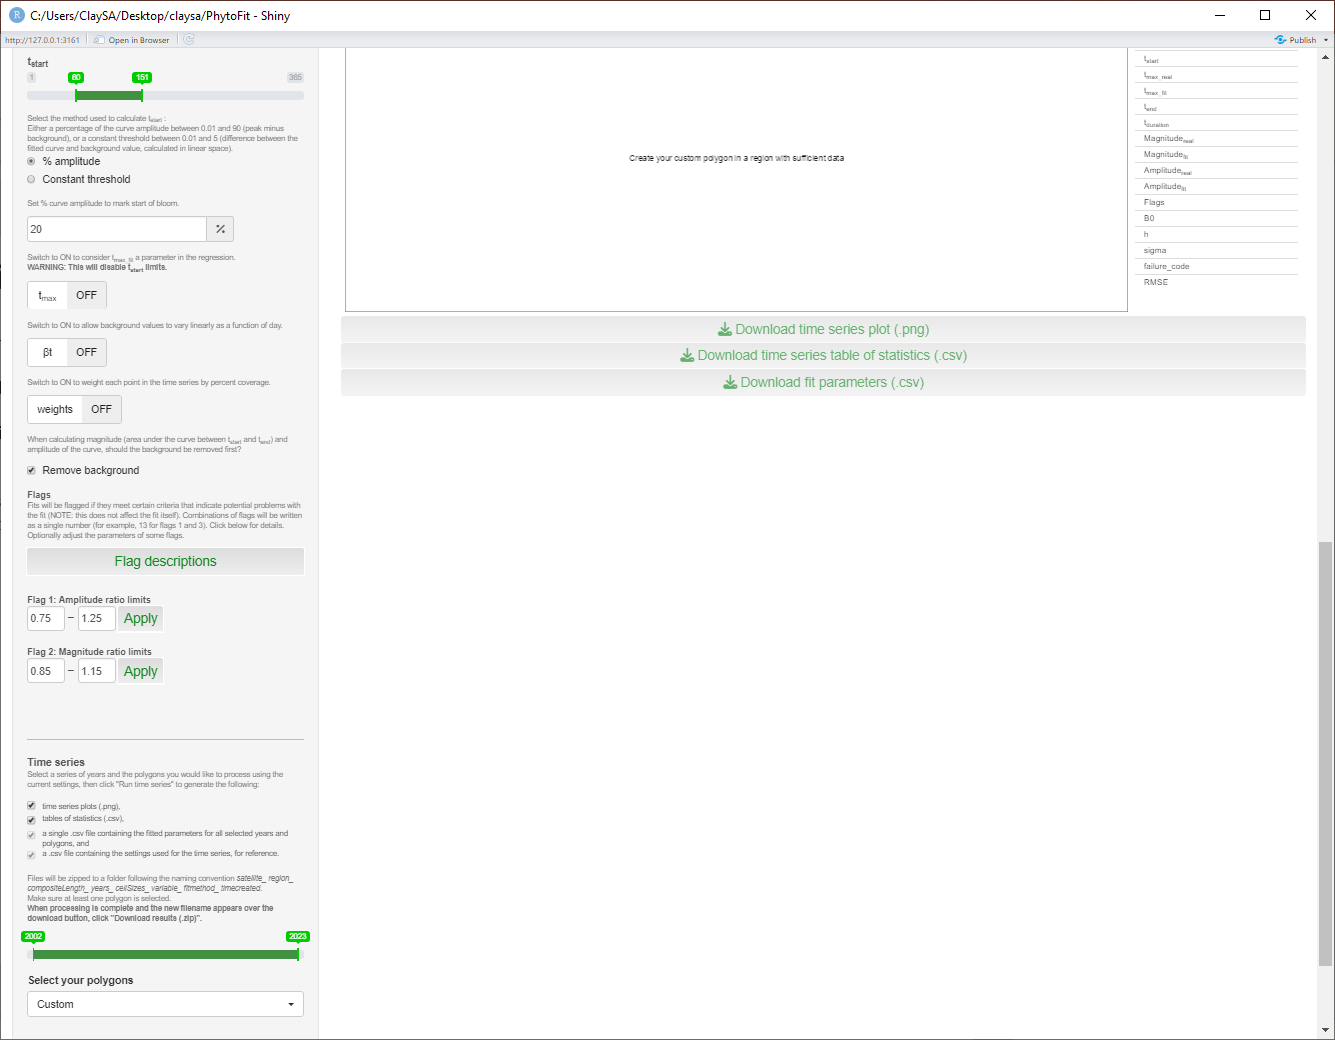 C:/Users/ClaySA/Desktop/claysa/PhytoFit - Shiny
http://127.0.0.1:3161
Open in Browser
Publish
tstart
1
60
151
365
Select the method used to calculate tstart :
Either a percentage of the curve amplitude between 0.01 and 90 (peak minus
background), or a constant threshold between 0.01 and 5 (difference between the
fitted curve and background value, calculated in linear space).
% amplitude
Constant threshold
Set % curve amplitude to mark start of bloom.
20
%
Switch to ON to consider tmax_fit a parameter in the regression.
WARNING: This will disable tstart limits.
tmax OFF
Switch to ON to allow background values to vary linearly as a function of day.
βt OFF
Switch to ON to weight each point in the time series by percent coverage.
weights OFF
When calculating magnitude (area under the curve between tstart and tend) and
amplitude of the curve, should the background be removed first?
Remove background
Flags
Fits will be flagged if they meet certain criteria that indicate potential problems with
the fit (NOTE: this does not affect the fit itself). Combinations of flags will be written
as a single number (for example, 13 for flags 1 and 3). Click below for details.
Optionally adjust the parameters of some flags.
Flag descriptions
Flag 1: Amplitude ratio limits
0.75 – 1.25 Apply
Flag 2: Magnitude ratio limits
0.85 – 1.15 Apply
Time series
Select a series of years and the polygons you would like to process using the
current settings, then click "Run time series" to generate the following:
time series plots (.png),
tables of statistics (.csv),
a single .csv file containing the fitted parameters for all selected years and
polygons, and
a .csv file containing the settings used for the time series, for reference.
Files will be zipped to a folder following the naming convention satellite_ region_
compositeLength_ years_ cellSizes_ variable_ fitmethod_ timecreated.
Make sure at least one polygon is selected.
When processing is complete and the new filename appears over the
download button, click "Download results (.zip)".
2002
2023
Select your polygons
Custom
Create your custom polygon in a region with sufficient data
tstart
tmax_real
tmax_fit
tend
tduration
Magnitudereal
Magnitudefit
Amplitudereal
Amplitudefit
Flags
B0
h
sigma
failure_code
RMSE
Download time series plot (.png)
Download time series table of statistics (.csv)
Download fit parameters (.csv)